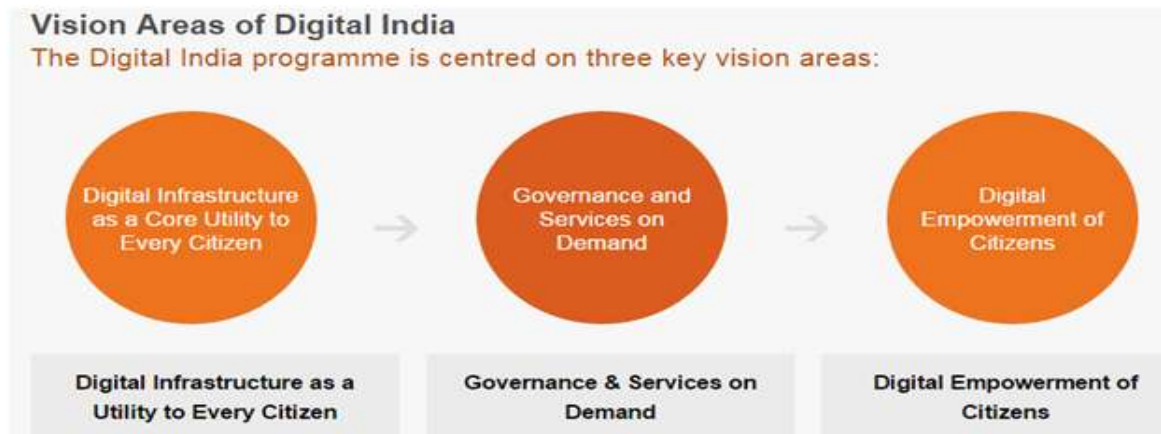 Vision Areas of Digital India
The Digital India programme is centred on three key vision areas:
Digital Infrastructure
as a Core Utility to
Every Citizen
Governance and
Services on
Demand
Digital
Empowerment of
Citizens
Digital Infrastructure as a
Utility to Every Citizen
Governance & Services on
Demand
Digital Empowerment of
Citizens